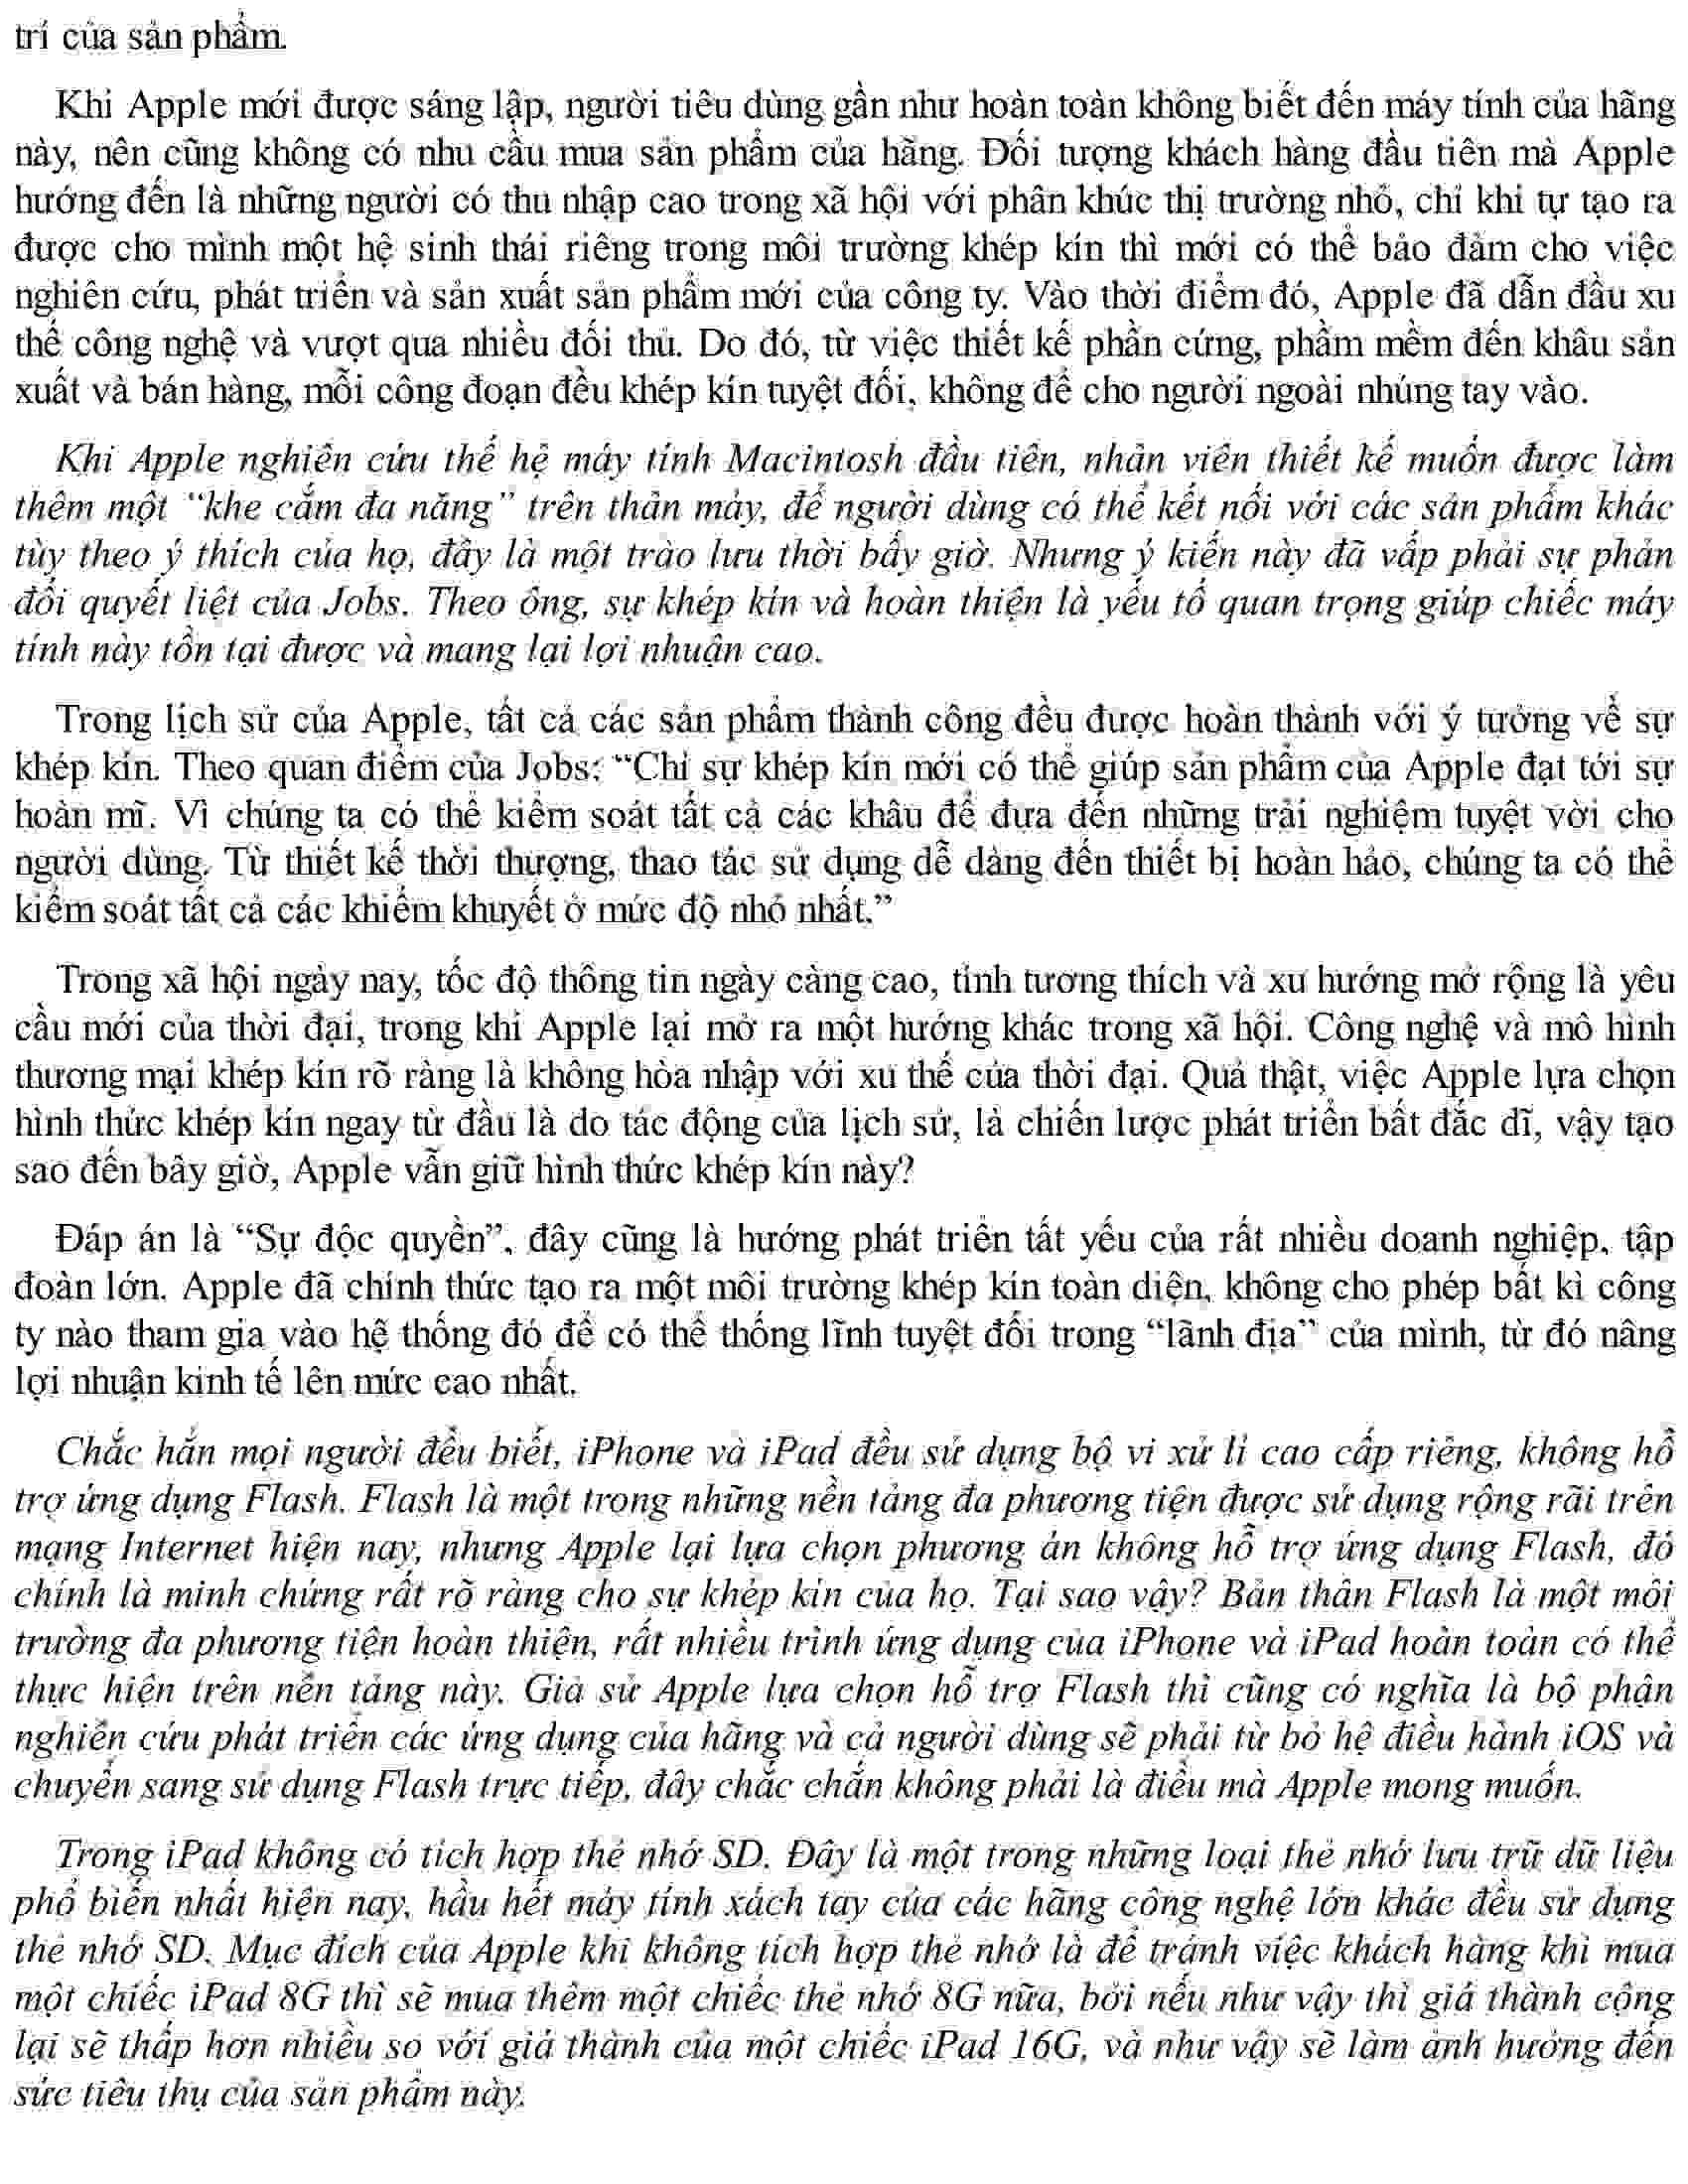 trí của sản phẩm.
Khi Apple mới được sáng lập, người tiêu dùng gần như hoàn toàn không biết đến máy tính của hãng
này, nên cũng không có nhu cầu mua sản phẩm của hãng. Đối tượng khách hàng đầu tiên mà Apple
hướng đến là những người có thu nhập cao trong xã hội với phân khúc thị trường nhỏ, chỉ khi tự tạo ra
được cho mình một hệ sinh thái riêng trong môi trường khép kín thì mới có thể bảo đảm cho việc
nghiên cứu, phát triển và sản xuất sản phẩm mới của công ty. Vào thời điểm đó, Apple đã dẫn đầu xu
thế công nghệ và vượt qua nhiều đối thủ. Do đó, từ việc thiết kế phần cứng, phầm mềm đến khâu sản
xuất và bán hàng, mỗi công đoạn đều khép kín tuyệt đối, không để cho người ngoài nhúng tay vào.
Khi Apple nghiên cứu thế hệ máy tính Macintosh đầu tiên, nhân viên thiết kế muốn được làm
thêm một “khe cắm đa năng” trên thân máy, để người dùng có thể kết nối với các sản phẩm khác
tùy theo ý thích của họ, đây là một trào lưu thời bấy giờ. Nhưng ý kiến này đã vấp phải sự phản
đối quyết liệt của Jobs. Theo ông, sự khép kín và hoàn thiện là yếu tố quan trọng giúp chiếc máy
tính này tồn tại được và mang lại lợi nhuận cao.
Trong lịch sử của Apple, tất cả các sản phẩm thành công đều được hoàn thành với ý tưởng về sự
khép kín. Theo quan điểm của Jobs: “Chỉ sự khép kín mới có thể giúp sản phẩm của Apple đạt tới sự
hoàn mĩ. Vì chúng ta có thể kiểm soát tất cả các khâu để đưa đến những trải nghiệm tuyệt vời cho
người dùng. Từ thiết kế thời thượng, thao tác sử dụng dễ dàng đến thiết bị hoàn hảo, chúng ta có thể
kiểm soát tất cả các khiếm khuyết ở mức độ nhỏ nhất.”
Trong xã hội ngày nay, tốc độ thông tin ngày càng cao, tính tương thích và xu hướng mở rộng là yêu
cầu mới của thời đại, trong khi Apple lại mở ra một hướng khác trong xã hội. Công nghệ và mô hình
thương mại khép kín rõ ràng là không hòa nhập với xu thế của thời đại. Quả thật, việc Apple lựa chọn
hình thức khép kín ngay từ đầu là do tác động của lịch sử, là chiến lược phát triển bất đắc dĩ, vậy tạo
sao đến bây giờ, Apple vẫn giữ hình thức khép kín này?
Đáp án là “Sự độc quyền”, đây cũng là hướng phát triển tất yếu của rất nhiều doanh nghiệp, tập
đoàn lớn. Apple đã chính thức tạo ra một môi trường khép kín toàn diện, không cho phép bất kì công
ty nào tham gia vào hệ thống đó để có thể thống lĩnh tuyệt đối trong “lãnh địa” của mình, từ đó nâng
lợi nhuận kinh tế lên mức cao nhất.
Chắc hẳn mọi người đều biết, iPhone và iPad đều sử dụng bộ vi xử lí cao cấp riêng, không hỗ
trợ ứng dụng Flash. Flash là một trong những nền tảng đa phương tiện được sử dụng rộng rãi trên
mạng Internet hiện nay, nhưng Apple lại lựa chọn phương án không hỗ trợ ứng dụng Flash, đó
chính là minh chứng rất rõ ràng cho sự khép kín của họ. Tại sao vậy? Bản thân Flash là một môi
trường đa phương tiện hoàn thiện, rất nhiều trình ứng dụng của iPhone và iPad hoàn toàn có thể
thực hiện trên nền tảng này. Giả sử Apple lựa chọn hỗ trợ Flash thì cũng có nghĩa là bộ phận
nghiên cứu phát triển các ứng dụng của hãng và cả người dùng sẽ phải từ bỏ hệ điều hành iOS và
chuyển sang sử dụng Flash trực tiếp, đây chắc chắn không phải là điều mà Apple mong muốn.
Trong iPad không có tích hợp thẻ nhớ SD. Đây là một trong những loại thẻ nhớ lưu trữ dữ liệu
phổ biến nhất hiện nay, hầu hết máy tính xách tay của các hãng công nghệ lớn khác đều sử dụng
thẻ nhớ SD. Mục đích của Apple khi không tích hợp thẻ nhớ là để tránh việc khách hàng khi mua
một chiếc iPad 8G thì sẽ mua thêm một chiếc thẻ nhớ 8G nữa, bởi nếu như vậy thì giá thành cộng
lại sẽ thấp hơn nhiều so với giá thành của một chiếc iPad 16G, và như vậy sẽ làm ảnh hưởng đến
sức tiêu thụ của sản phẩm này.